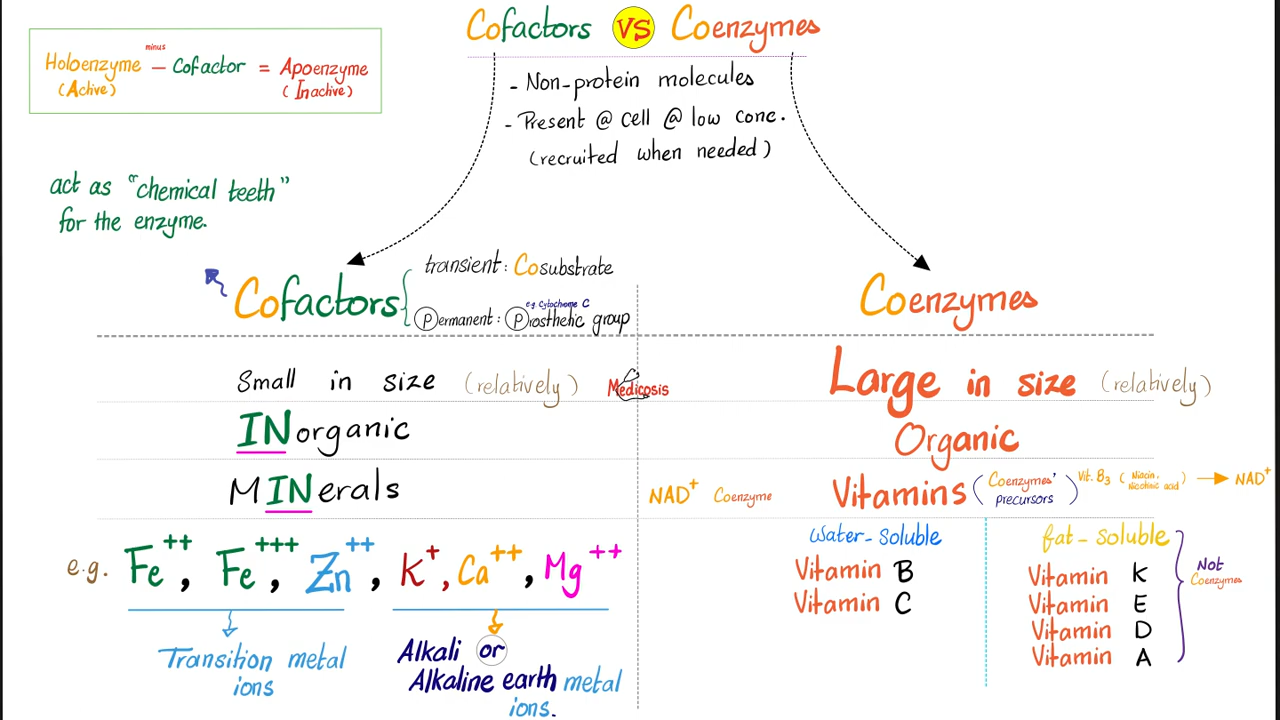 Cofactors VS Coenzymes
minus
Holoenzyme — Cofactor = Apoenzyme
(Active) (Inactive)
- Non-protein molecules
- Present @ cell @ low conc.
(recruited when needed)
act as "chemical teeth"
for the enzyme.
Cofactors
transient: Cosubstrate
e.g. Cytochrome C
Permanent: Prosthetic group
Coenzymes
Small in size (relatively)
Medicosis
Large in size (relatively)
INorganic
Organic
MINerals
NAD+ Coenzyme
Vitamins (Coenzymes' precursors) Vit. B3 (Niacin, Nicotinic acid) → NAD+
e.g. Fe++, Fe+++, Zn++, K+, Ca++, Mg++
Transition metal
ions
Alkali or
Alkaline earth metal
ions.
Water-soluble
Vitamin B
Vitamin C
fat-soluble
Vitamin K
Vitamin E
Vitamin D
Vitamin A
Not
Coenzymes